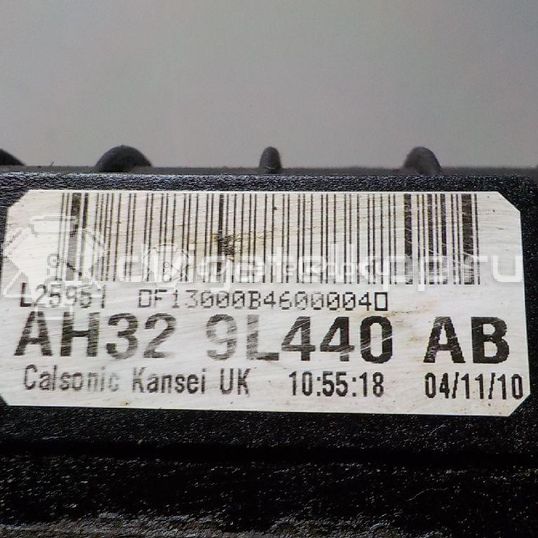 L25951 DF13000B46000040
AH32 9L440 AB
Calsonic Kansei UK 10:55:18 04/11/10